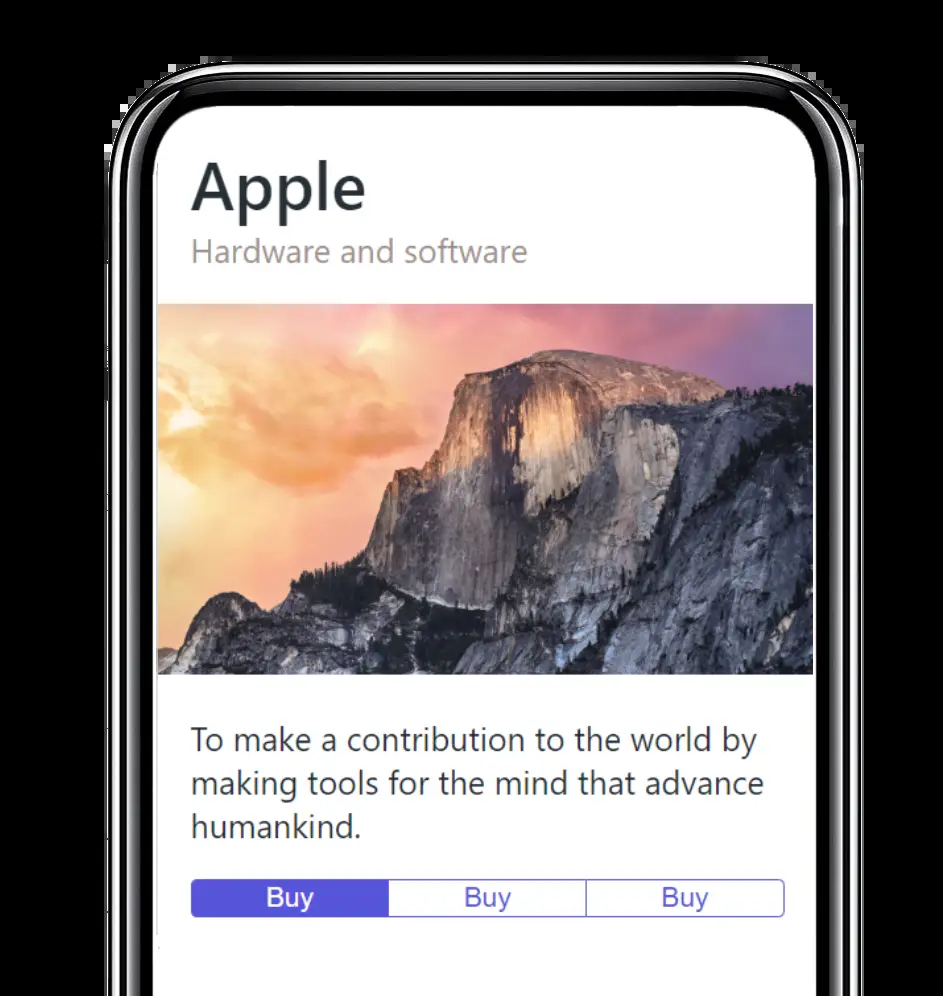 Apple
Hardware and software
To make a contribution to the world by
making tools for the mind that advance
humankind.
Buy Buy Buy